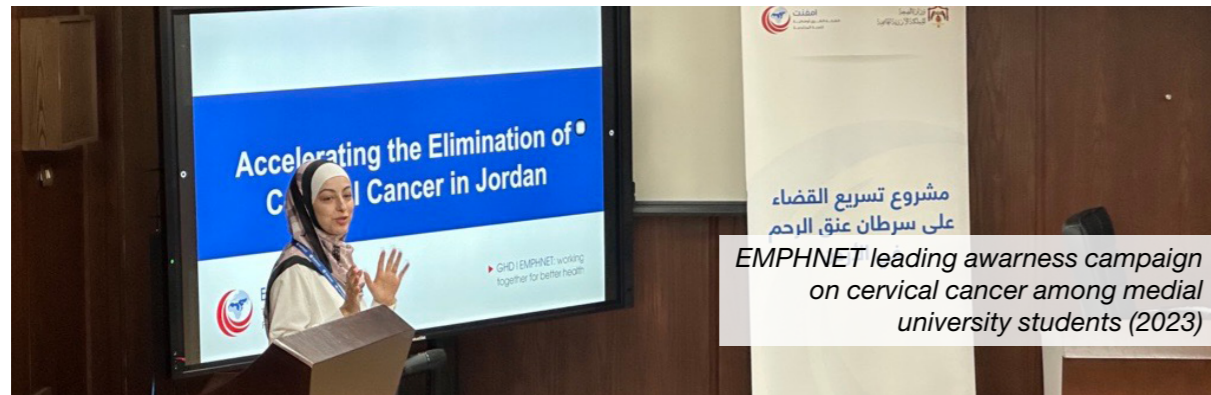 Accelerating the Elimination of
Cancer in Jordan
GHD I EMPHNET: working
together for better health
امفنت
مشروع تسريع القضاء
على سرطان عنق الرحم
EMPHNET leading awarness campaign
on cervical cancer among medial
university students (2023)